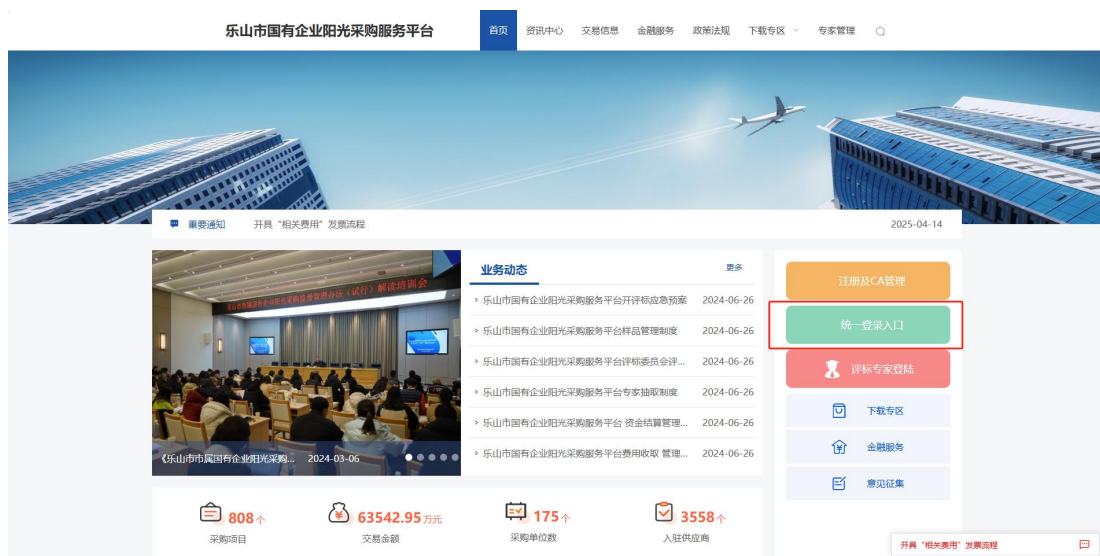 乐山市国有企业阳光采购服务平台
首页 资讯中心 交易信息 金融服务 政策法规 下载专区 专家管理
重要通知 开具“相关费用”发票流程 2025-04-14
业务动态 更多
乐山市国有企业阳光采购服务平台开评标应急预案 2024-06-26
乐山市国有企业阳光采购服务平台样品管理制度 2024-06-26
乐山市国有企业阳光采购服务平台评标委员会评... 2024-06-26
乐山市国有企业阳光采购服务平台专家抽取制度 2024-06-26
乐山市国有企业阳光采购服务平台 资金结算管理... 2024-06-26
乐山市国有企业阳光采购服务平台费用收取 管理... 2024-06-26
《乐山市市属国有企业阳光采购... 2024-03-06
注册及CA管理
统一登录入口
评标专家登陆
下载专区
金融服务
意见征集
808个
采购项目
63542.95万元
交易金额
175个
采购单位数
3558个
入驻供应商
开具“相关费用”发票流程